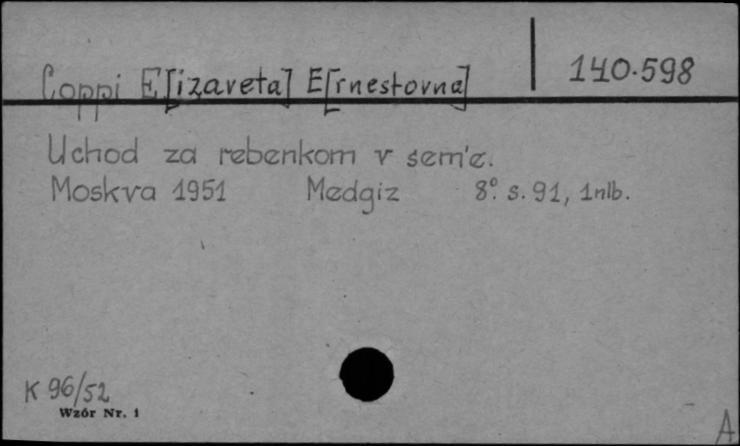 Coppi E[lizaveta] E[rnestovna] 140.598
Uchod za rebenkom v sem'e.
Moskva 1951 Medgiz 8°. s. 91, 1nlb.
K 96/52
Wzór Nr. 1
A